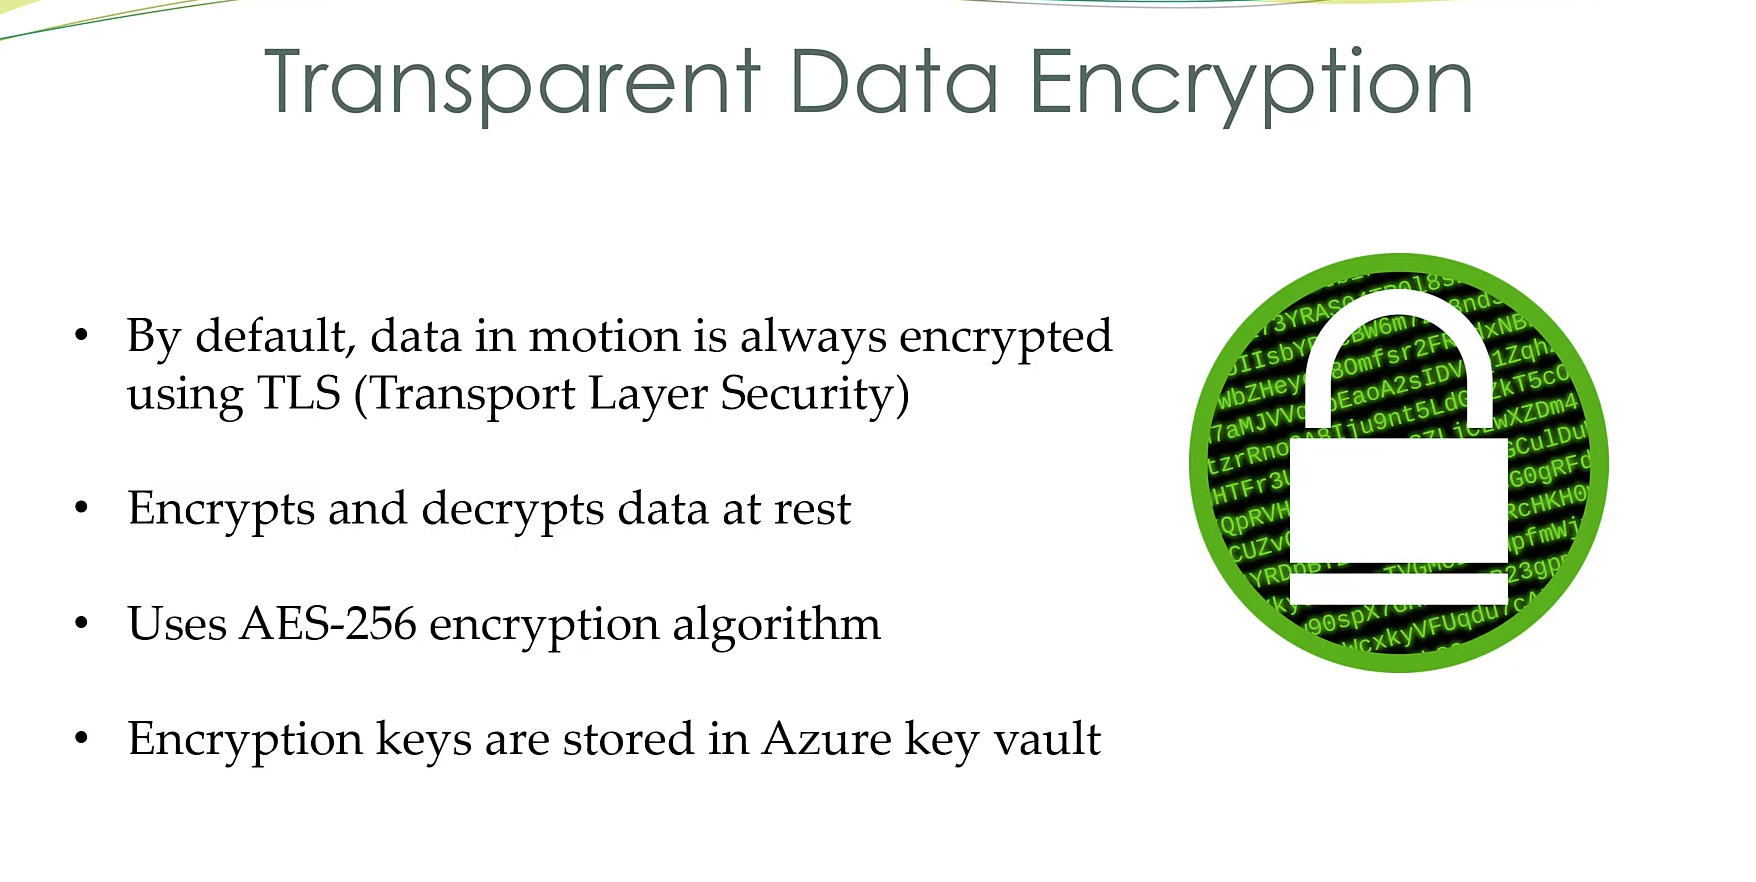 Transparent Data Encryption
• By default, data in motion is always encrypted
using TLS (Transport Layer Security)
• Encrypts and decrypts data at rest
• Uses AES-256 encryption algorithm
• Encryption keys are stored in Azure key vault